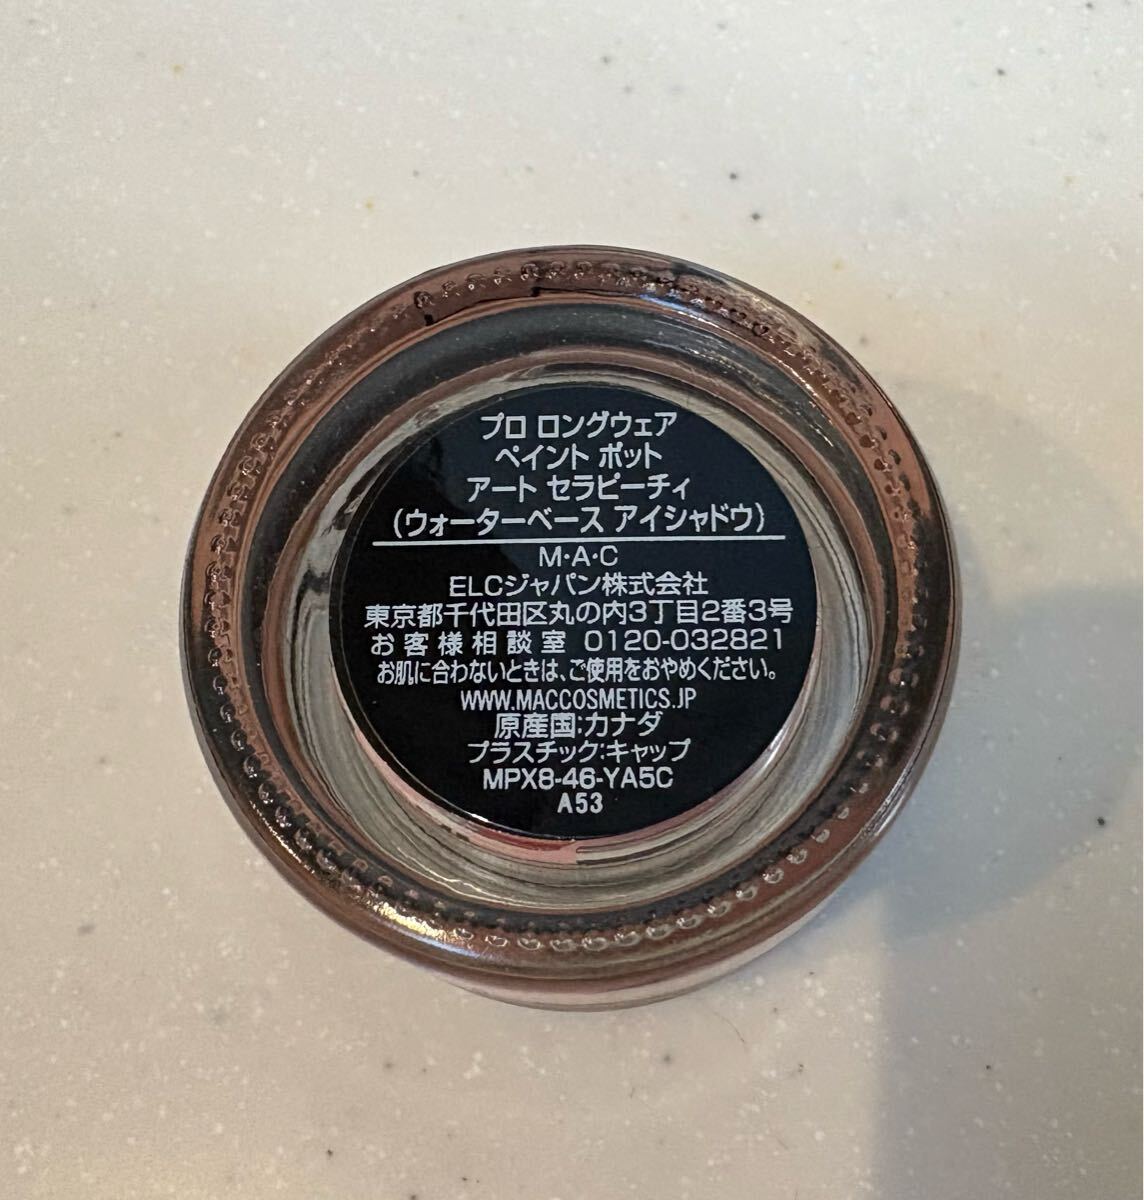 プロ ロングウェア
ペイント ポット
アート セラピーチィ
(ウォーターベース アイシャドウ)
M·A·C
ELCジャパン株式会社
東京都千代田区丸の内3丁目2番3号
お客様相談室 0120-032821
お肌に合わないときは、ご使用をおやめください。
WWW.MACCOSMETICS.JP
原産国:カナダ
プラスチック:キャップ
MPX8-46-YA5C
A53